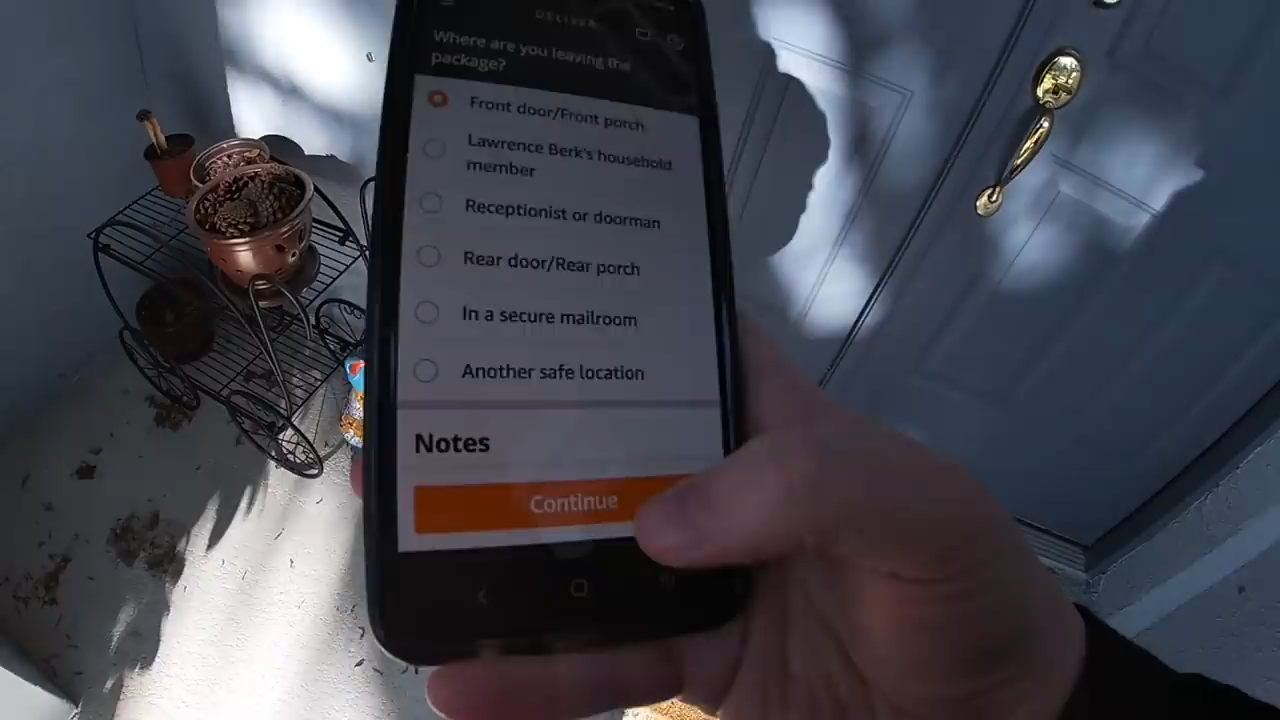 DELIVER
Where are you leaving the
package?
Front door/Front porch
Lawrence Berk's household
member
Receptionist or doorman
Rear door/Rear porch
In a secure mailroom
Another safe location
Notes
Continue